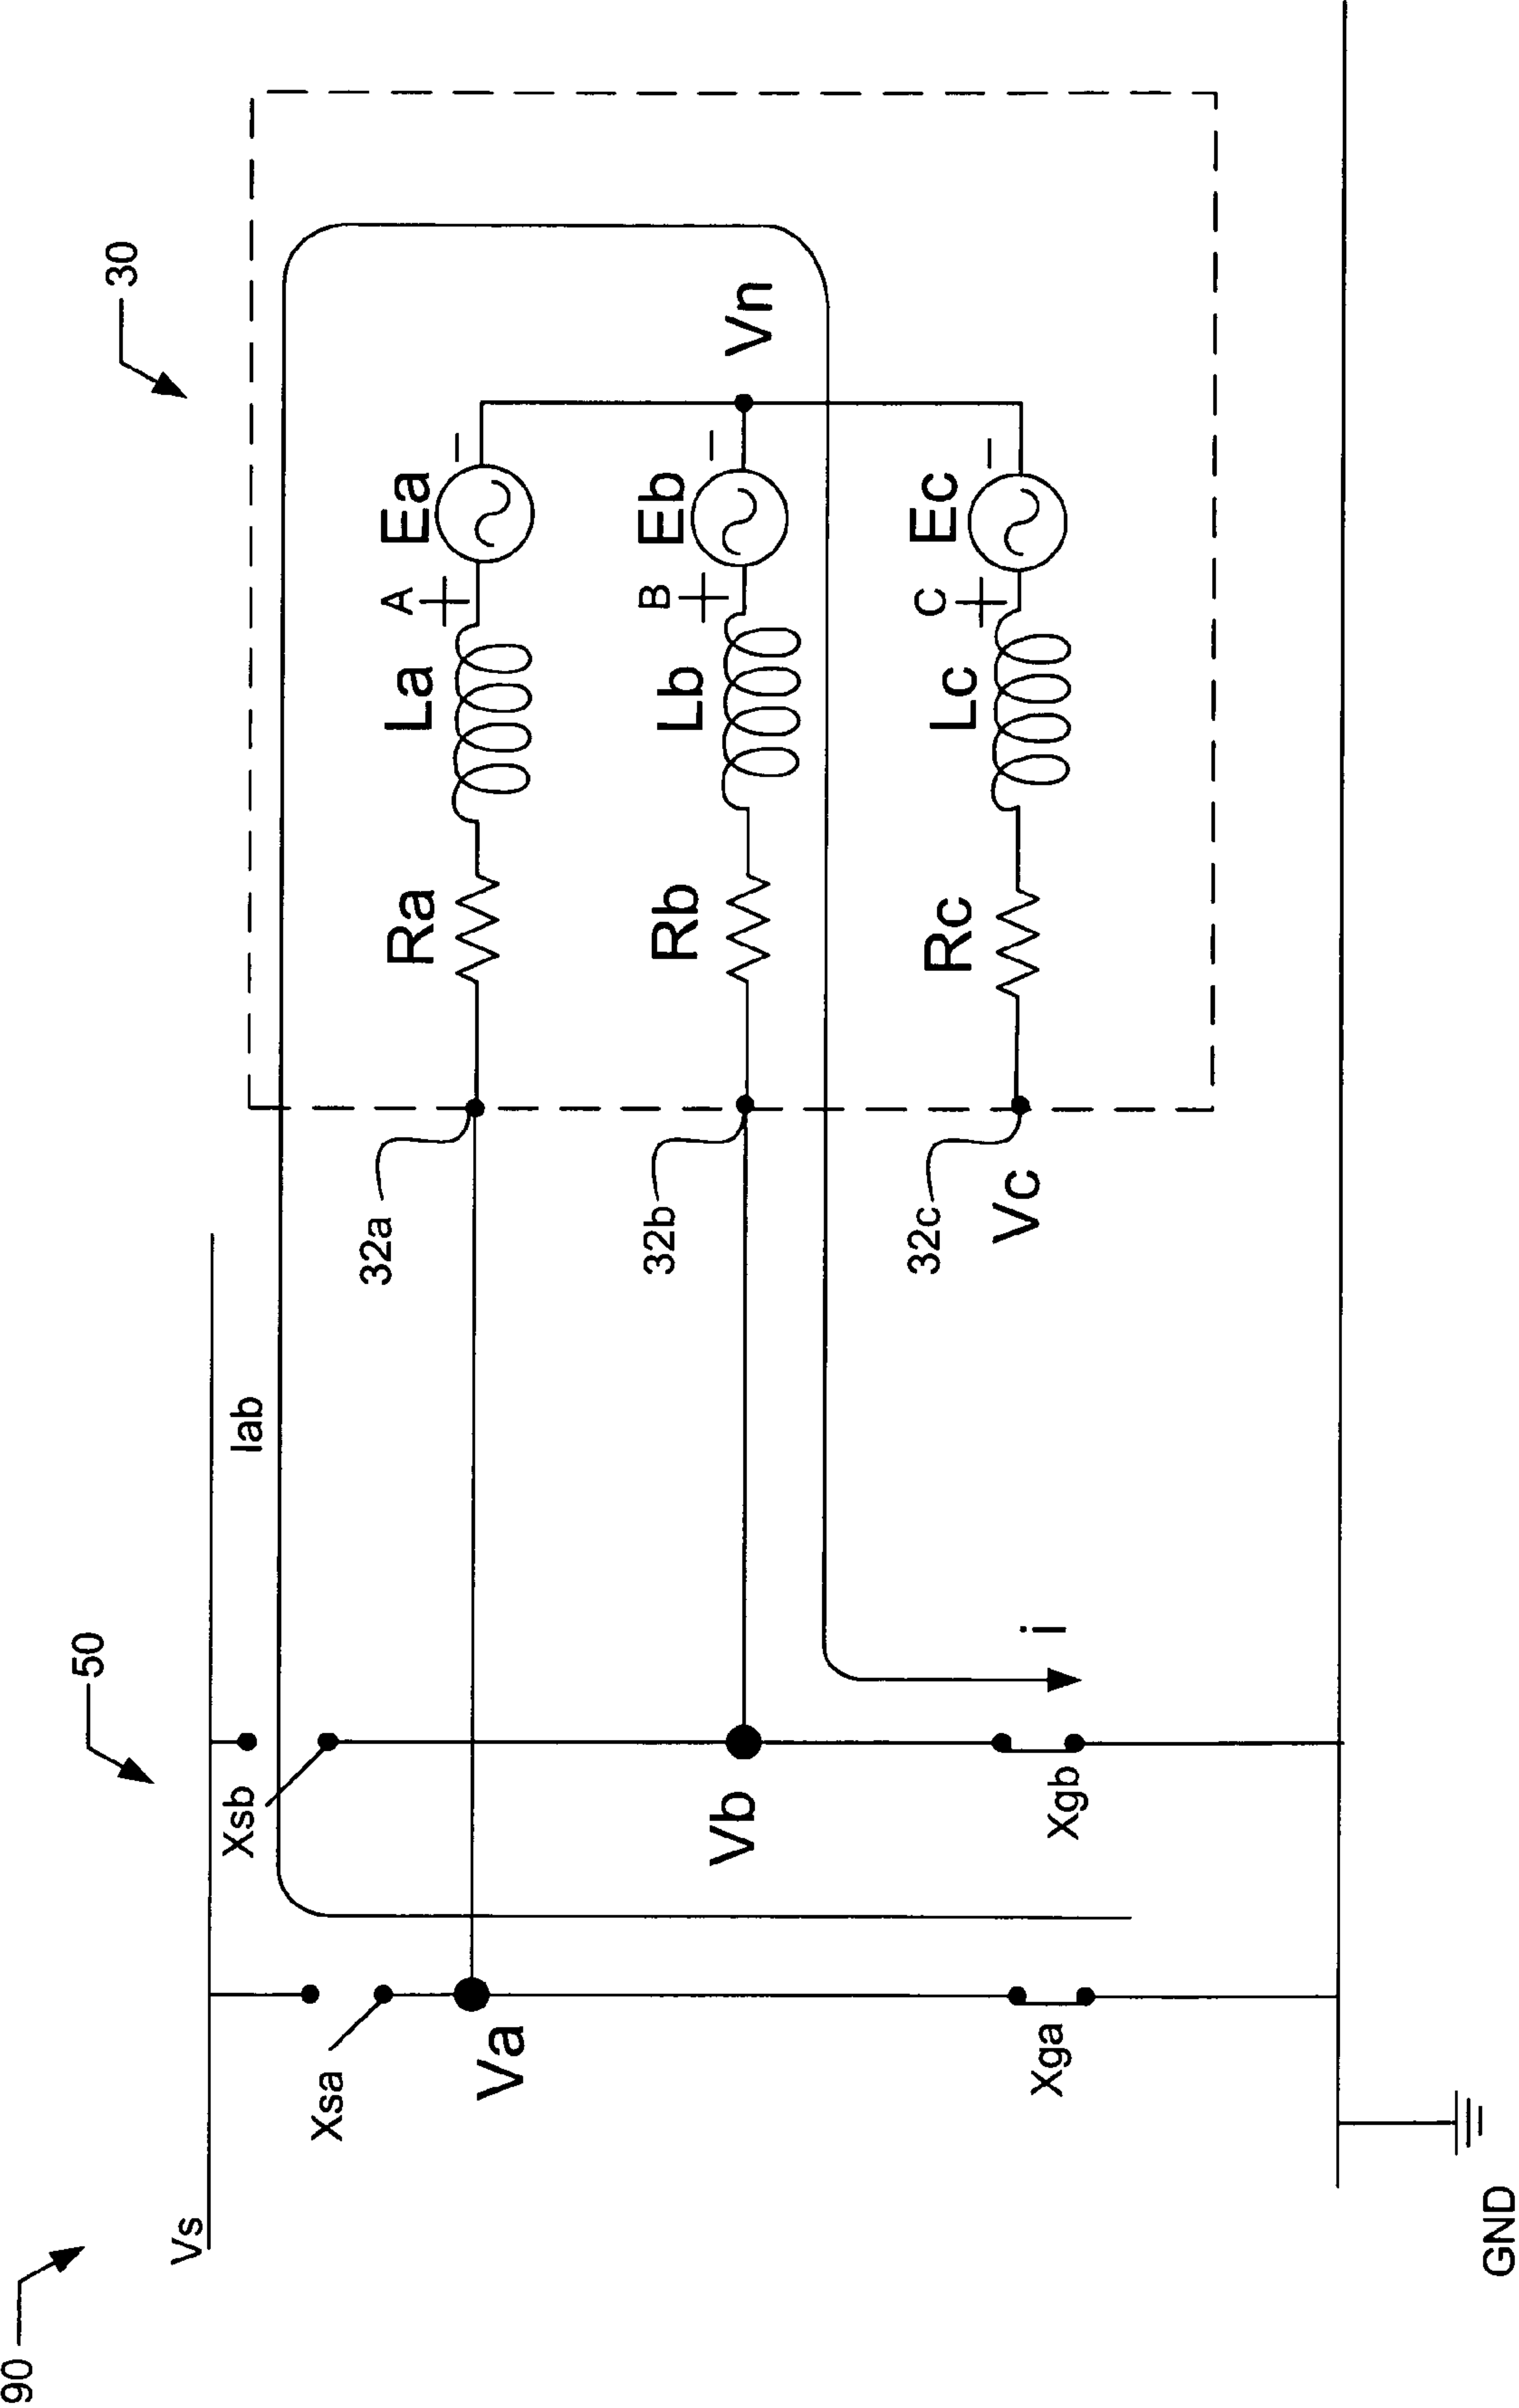 90
50
30
Vs
Iab
Xsa
Xsb
Va
Vb
32a
32b
32c
Vc
Ra
La
A
+
Ea
−
Rb
Lb
B
+
Eb
−
Vn
Rc
Lc
C
+
Ec
−
i
Xga
Xgb
GND